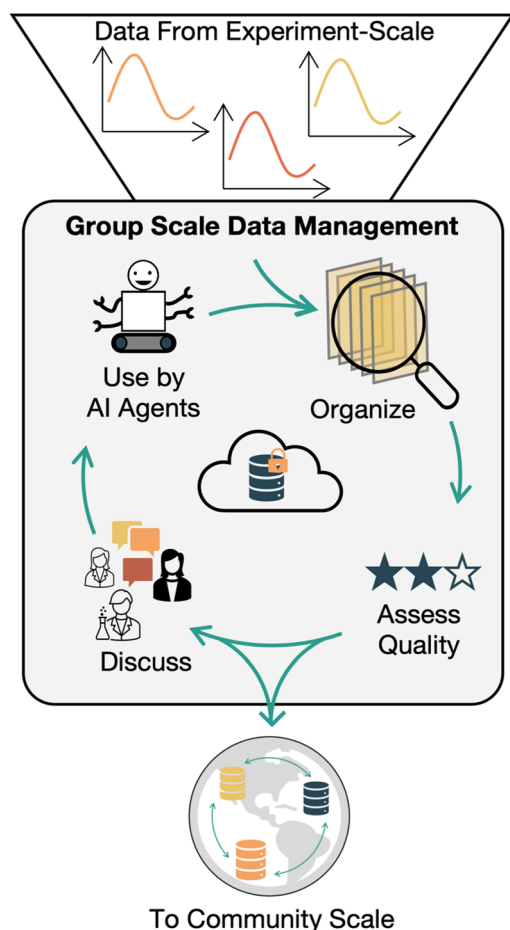 Data From Experiment-Scale
Group Scale Data Management
Use by
AI Agents
Organize
Assess
Quality
Discuss
To Community Scale